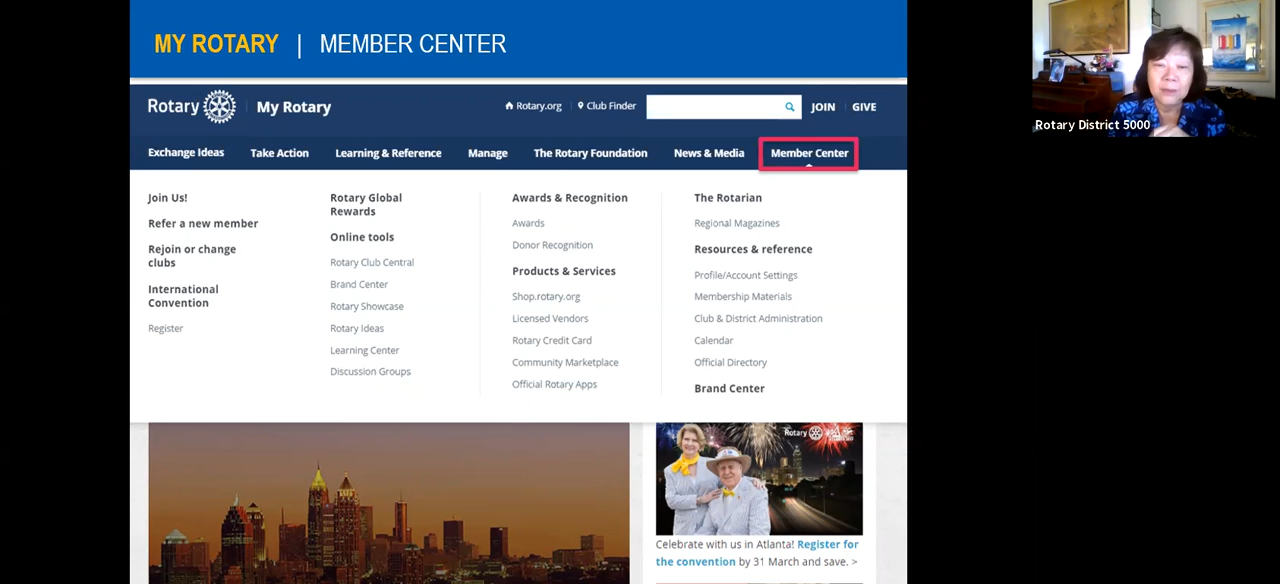 MY ROTARY | MEMBER CENTER
Rotary My Rotary
Rotary.org Club Finder JOIN GIVE
Exchange Ideas Take Action Learning & Reference Manage The Rotary Foundation News & Media Member Center
Join Us!
Refer a new member
Rejoin or change
clubs
International
Convention
Register
Rotary Global
Rewards
Online tools
Rotary Club Central
Brand Center
Rotary Showcase
Rotary Ideas
Learning Center
Discussion Groups
Awards & Recognition
Awards
Donor Recognition
Products & Services
Shop.rotary.org
Licensed Vendors
Rotary Credit Card
Community Marketplace
Official Rotary Apps
The Rotarian
Regional Magazines
Resources & reference
Profile/Account Settings
Membership Materials
Club & District Administration
Calendar
Official Directory
Brand Center
Rotary
Celebrate with us in Atlanta! Register for
the convention by 31 March and save. >
Rotary District 5000